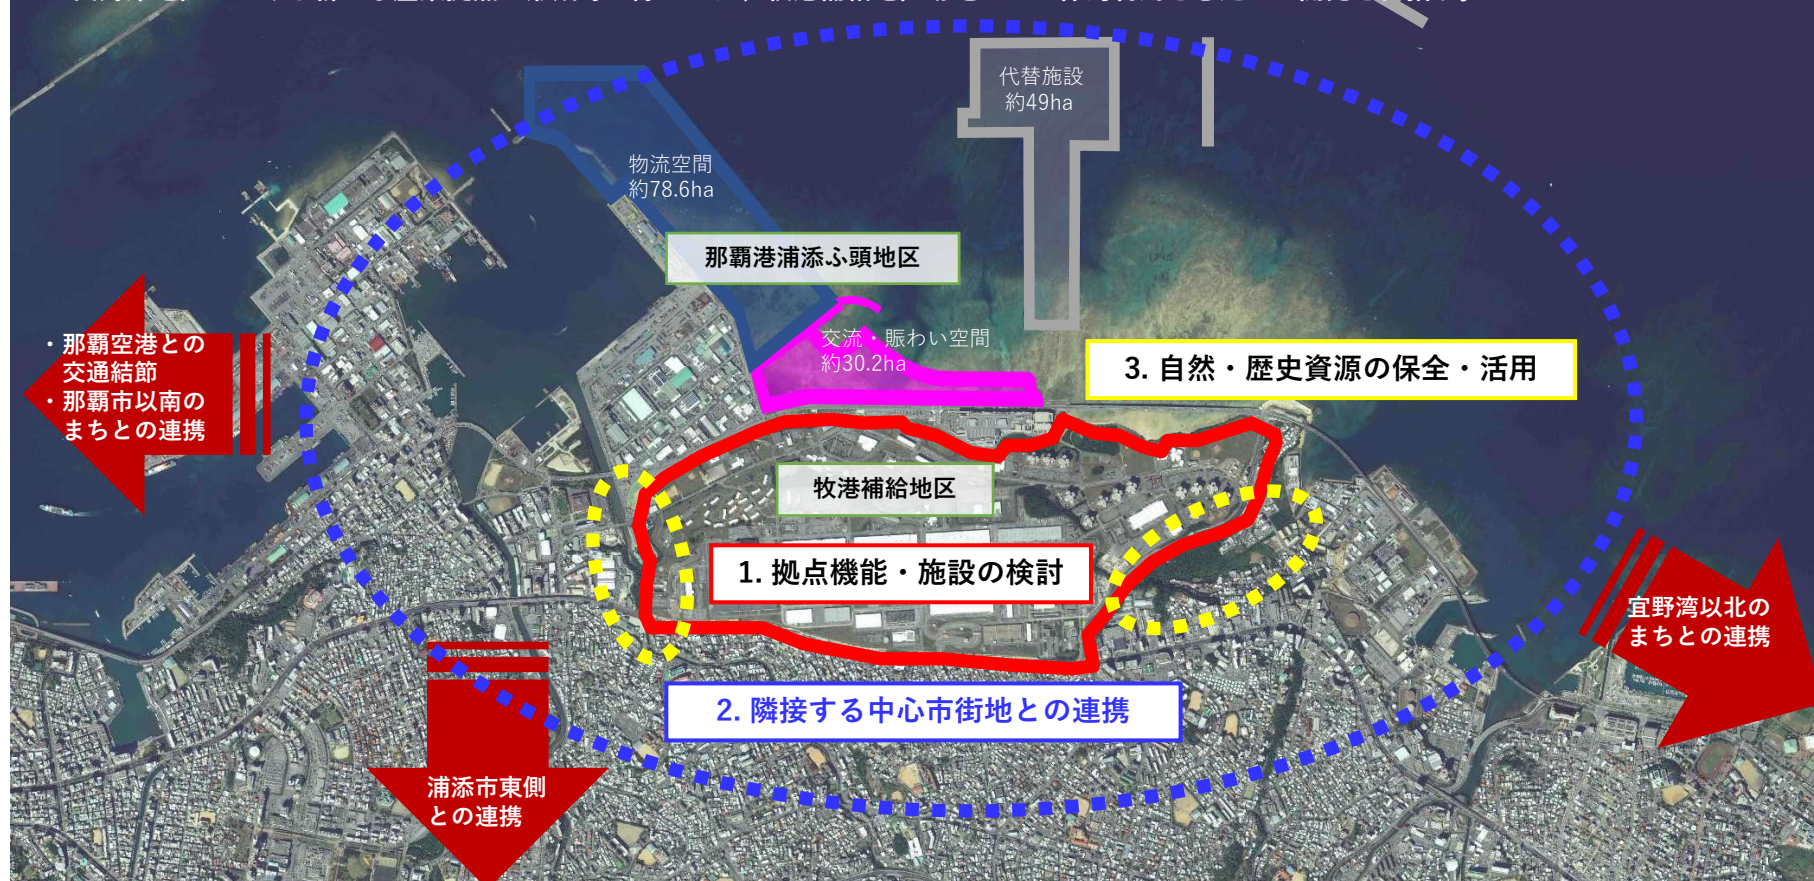 代替施設
約49ha
物流空間
約78.6ha
那覇港浦添ふ頭地区
交流・賑わい空間
約30.2ha
・那覇空港との
交通結節
・那覇市以南の
まちとの連携
3. 自然・歴史資源の保全・活用
牧港補給地区
1. 拠点機能・施設の検討
宜野湾以北の
まちとの連携
2. 隣接する中心市街地との連携
浦添市東側
との連携